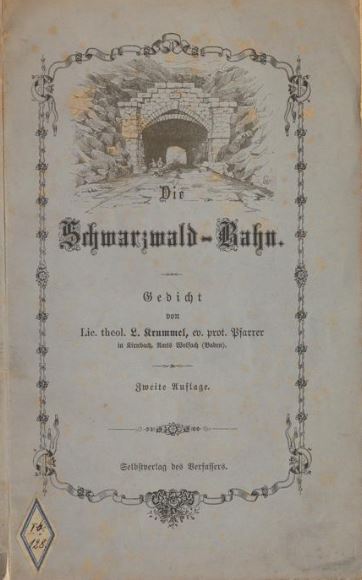 Die
Schwarzwald-Bahn.
Gedicht
von
Lic. theol. L. Krummel, ev. prot. Pfarrer
in Kirnbach, Amts Wolfach (Baden).
Zweite Auflage.
Selbstverlag des Verfassers.
128